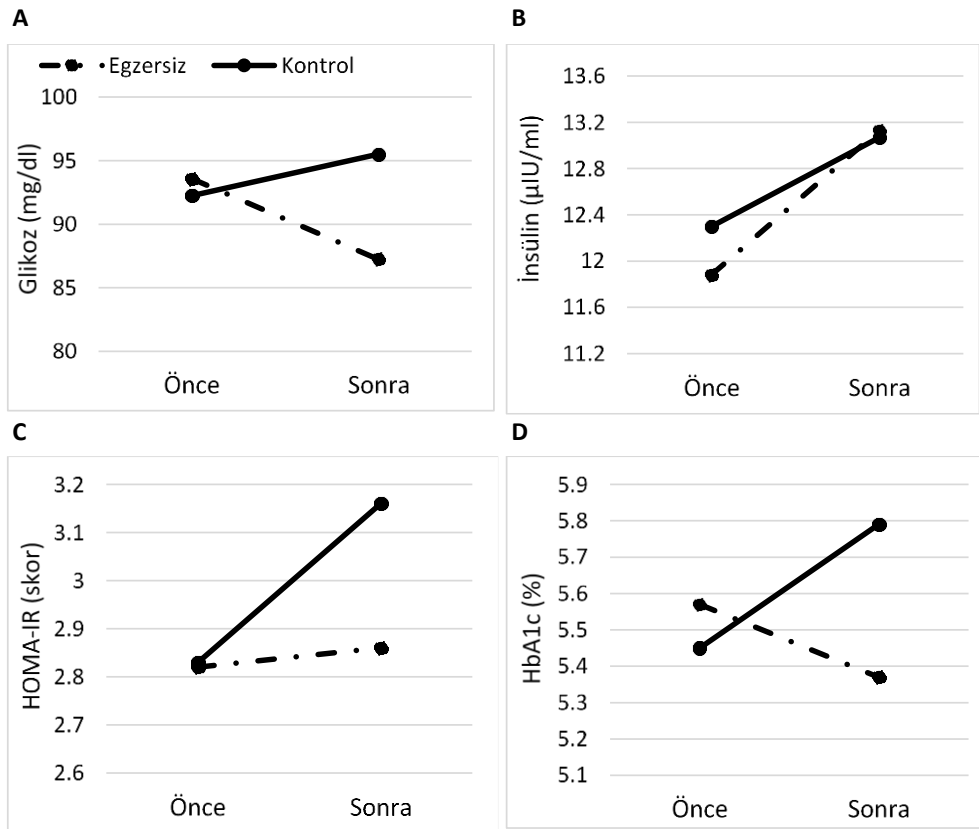 A
Egzersiz Kontrol
Glikoz (mg/dl)
100
95
90
85
80
Önce Sonra
B
İnsülin (µIU/ml)
13.6
13.2
12.8
12.4
12
11.6
11.2
Önce Sonra
C
HOMA-IR (skor)
3.2
3.1
3
2.9
2.8
2.7
2.6
Önce Sonra
D
HbA1c (%)
5.9
5.8
5.7
5.6
5.5
5.4
5.3
5.2
5.1
Önce Sonra